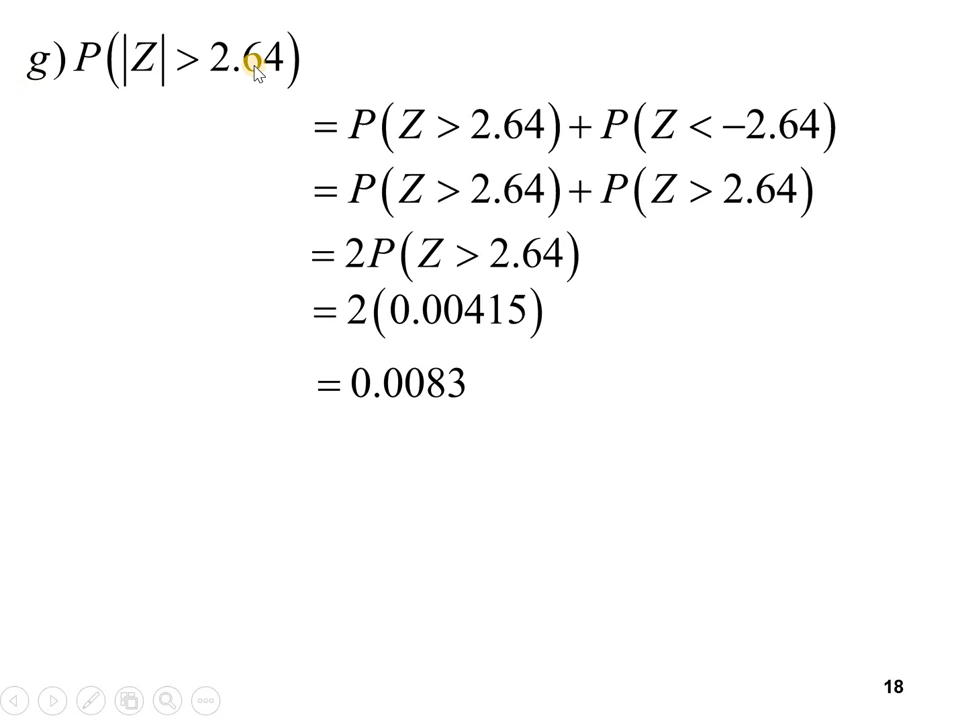 g) P(|Z| > 2.64)
= P(Z > 2.64) + P(Z < −2.64)
= P(Z > 2.64) + P(Z > 2.64)
= 2P(Z > 2.64)
= 2(0.00415)
= 0.0083
18